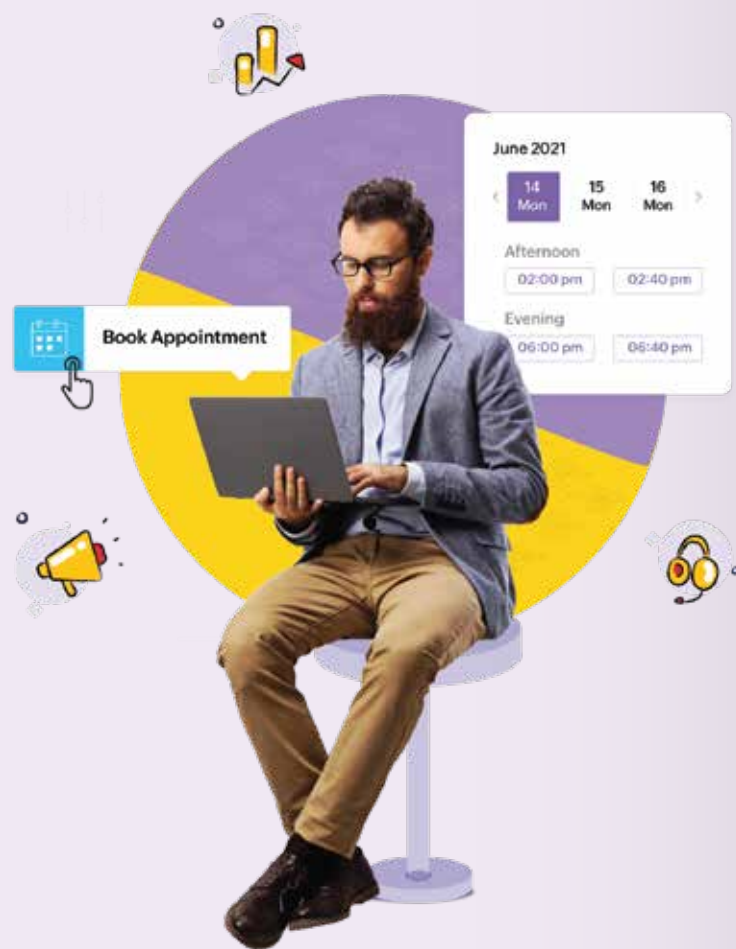 June 2021
14 15 16
Mon Mon Mon
Afternoon
02:00 pm 02:40 pm
Evening
06:00 pm 06:40 pm
Book Appointment